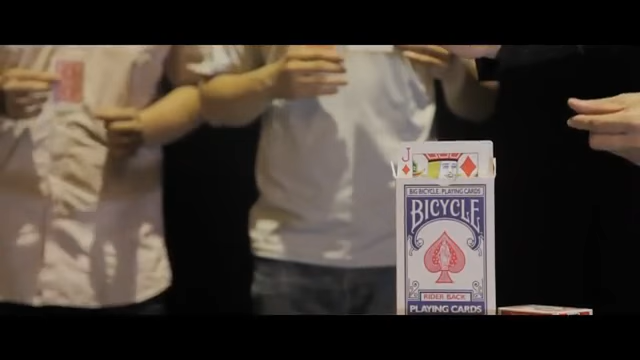 J
BIG BICYCLE PLAYING CARDS
BICYCLE
RIDER BACK
PLAYING CARDS